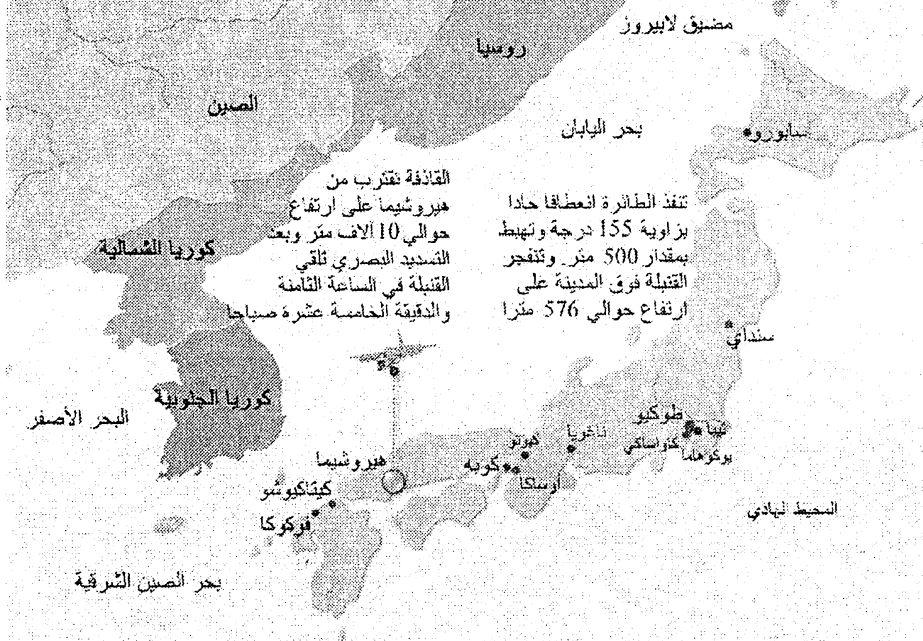 مضيق لابيروز
روسيا
الصين
بحر اليابان
سابورو
القاذفة تقترب من
هيروشيما على ارتفاع
حوالي 10 آلاف متر وبعد
التسديد البصري تلقي
القنبلة في الساعة الثامنة
والدقيقة الخامسة عشرة صباحا
تنفذ الطائرة انعطافا حادا
بزاوية 155 درجة وتهبط
بمقدار 500 متر. وتنفجر
القنبلة فوق المدينة على
ارتفاع حوالي 576 مترا
كوريا الشمالية
سنداي
كوريا الجنوبية
البحر الأصفر
طوكيو
تيبا
كاواساكي
يوكوهاما
ناغويا
كيوتو
كوبه
أوساكا
هيروشيما
كيتاكيوشو
فوكوكا
المحيط الهادي
بحر الصين الشرقية